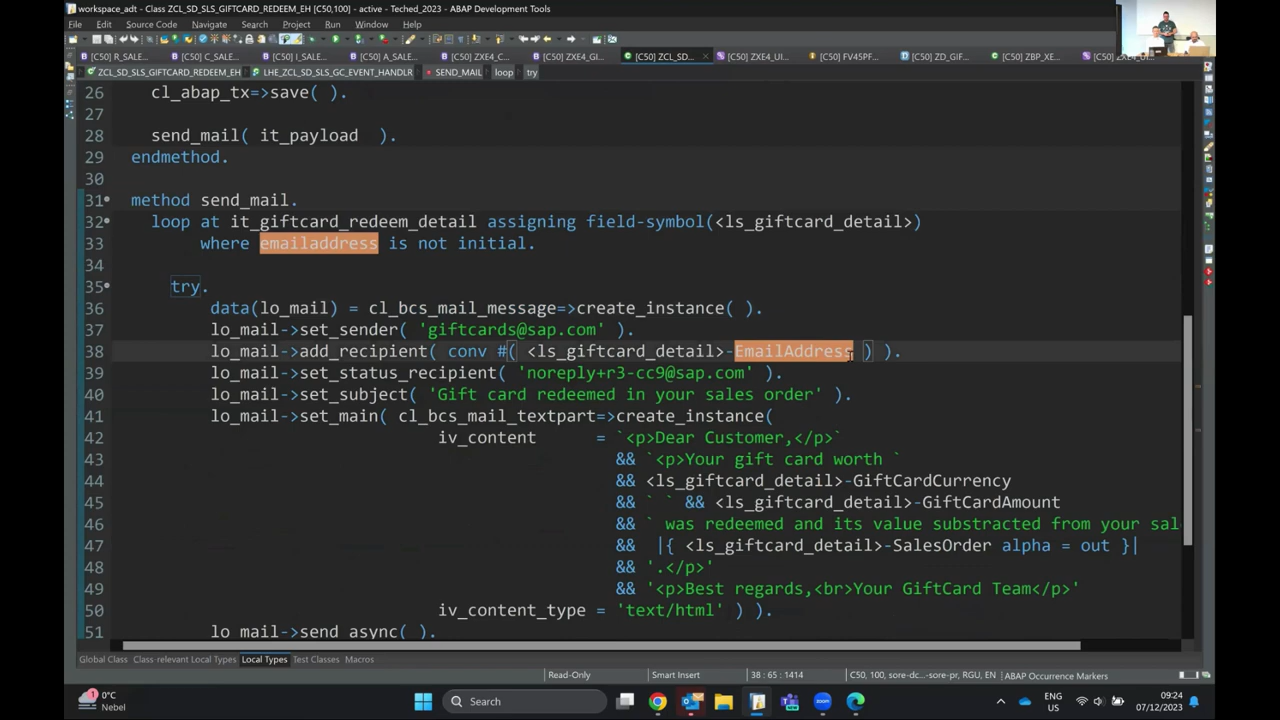 workspace_adt - Class ZCL_SD_SLS_GIFTCARD_REDEEM_EH [C50,100] - active - Teched_2023 - ABAP Development Tools
File Edit Source Code Navigate Search Project Run Window Help
[C50] R_SALE... [C50] C_SALE... [C50] I_SALE... [C50] A_SALE... [C50] ZXE4_C... [C50] ZXE4_GI... [C50] ZCL_SD... [C50] ZXE4_UI... [C50] FV45PF... [C50] ZD_GIF... [C50] ZBP_XE... [C50] ZXE4_UI...
ZCL_SD_SLS_GIFTCARD_REDEEM_EH LHE_ZCL_SD_SLS_GC_EVENT_HANDLR SEND_MAIL loop try
26 cl_abap_tx=>save( ).
27
28 send_mail( it_payload ).
29 endmethod.
30
31 method send_mail.
32 loop at it_giftcard_redeem_detail assigning field-symbol(<ls_giftcard_detail>)
33 where emailaddress is not initial.
34
35 try.
36 data(lo_mail) = cl_bcs_mail_message=>create_instance( ).
37 lo_mail->set_sender( 'giftcards@sap.com' ).
38 lo_mail->add_recipient( conv #( <ls_giftcard_detail>-EmailAddress ) ).
39 lo_mail->set_status_recipient( 'noreply+r3-cc9@sap.com' ).
40 lo_mail->set_subject( 'Gift card redeemed in your sales order' ).
41 lo_mail->set_main( cl_bcs_mail_textpart=>create_instance(
42 iv_content = `<p>Dear Customer,</p>`
43 && `<p>Your gift card worth `
44 && <ls_giftcard_detail>-GiftCardCurrency
45 && ` ` && <ls_giftcard_detail>-GiftCardAmount
46 && ` was redeemed and its value substracted from your sal
47 && |{ <ls_giftcard_detail>-SalesOrder alpha = out }|
48 && '.</p>'
49 && '<p>Best regards,<br>Your GiftCard Team</p>'
50 iv_content_type = 'text/html' ) ).
51 lo_mail->send_async( ).
Global Class Class relevant Local Types Local Types Test Classes Macros
Read-Only Smart Insert 38 : 65 : 1414 C50, 100, sore-dc...-sore-pr, RGU, EN ABAP Occurrence Markers
1 0°C
Nebel
Search
ENG
US
09:24
07/12/2023